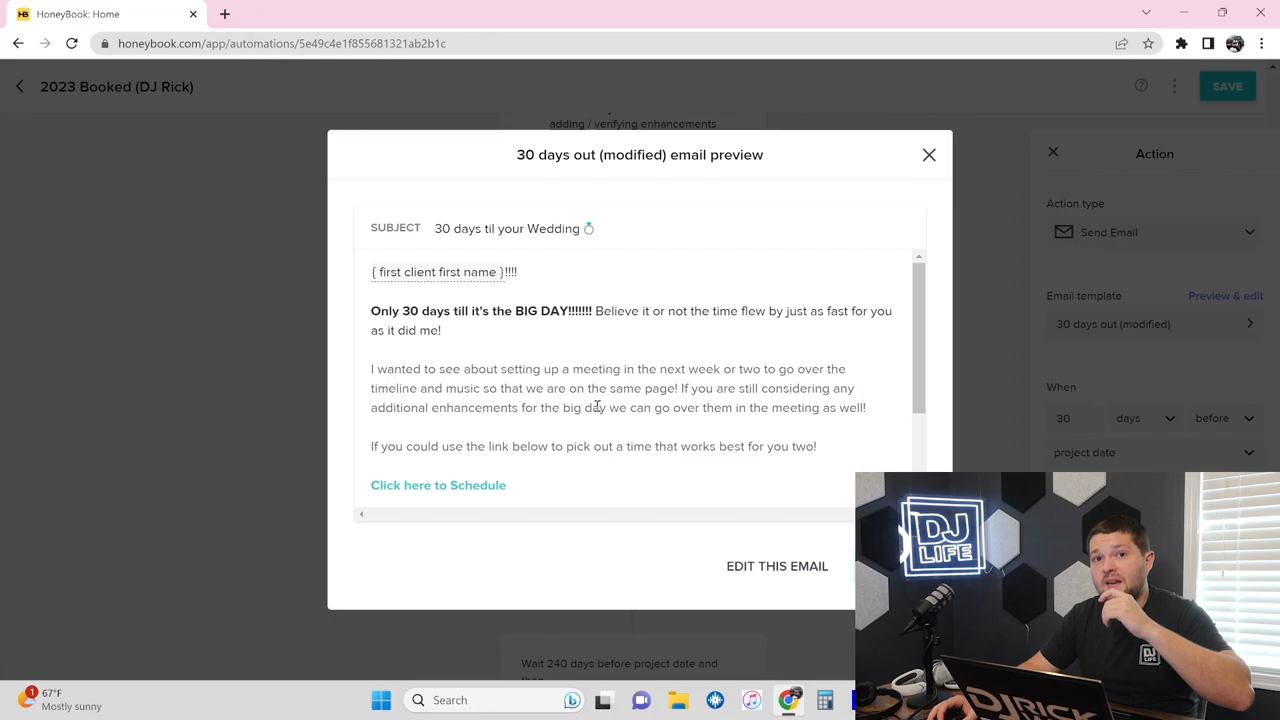 HoneyBook: Home
honeybook.com/app/automations/5e49c4e1f855681321ab2b1c
2023 Booked (DJ Rick)
SAVE
adding / verifying enhancements
30 days out (modified) email preview
Action
SUBJECT 30 days til your Wedding 💍
{ first client first name }!!!!
Only 30 days till it's the BIG DAY!!!!!!! Believe it or not the time flew by just as fast for you
as it did me!
I wanted to see about setting up a meeting in the next week or two to go over the
timeline and music so that we are on the same page! If you are still considering any
additional enhancements for the big day we can go over them in the meeting as well!
If you could use the link below to pick out a time that works best for you two!
Click here to Schedule
EDIT THIS EMAIL
Action type
Send Email
Email template Preview & edit
30 days out (modified)
When
30 days before
project date
Wait 240 days before project date and
DJ
LIFE
DJ
LIFE
DJ RICK
1
67°F
Mostly sunny
Search